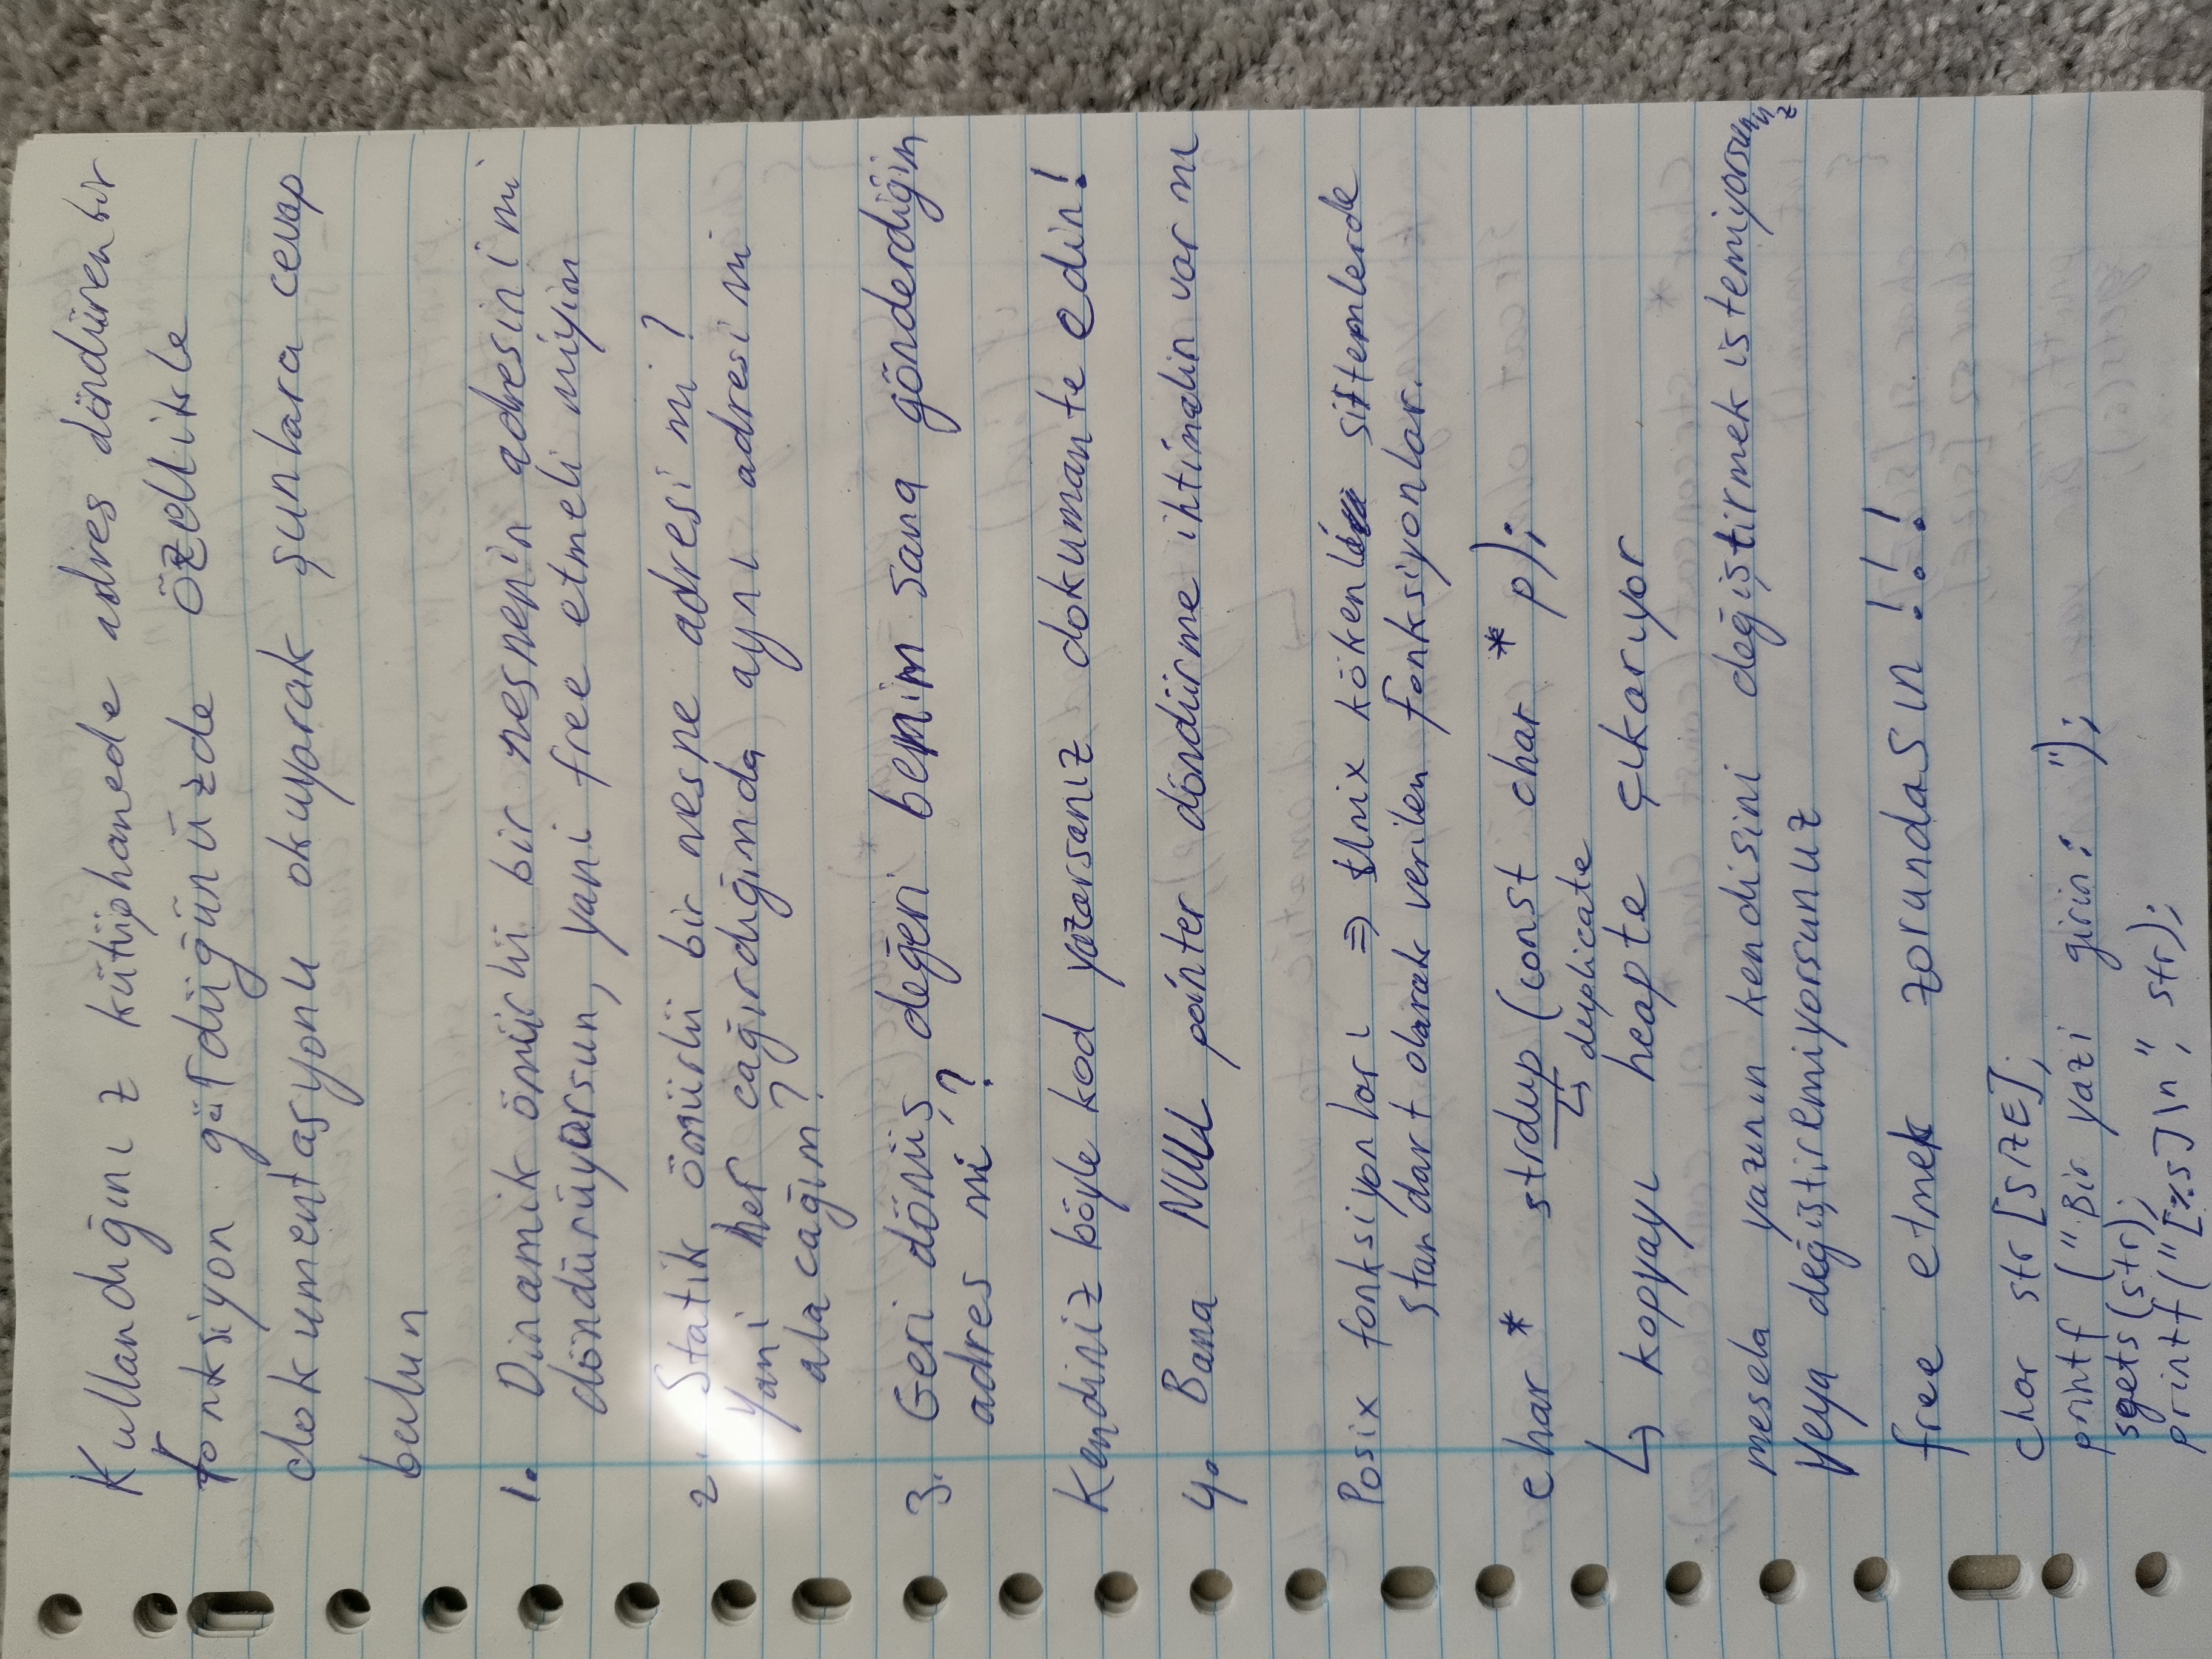 Kullandığınız kütüphanede adres döndüren bir
fonksiyon gördüğünüzde özellikle
dokumentasyonu okuyarak şunlara cevap
bulun
1. Dinamik ömürlü bir nesnenin adresini mi
döndürüyorsun, yani free etmeli miyim
2. Statik ömürlü bir nesne adresi mi?
Yani her çağırdığımda aynı adresi mi
alacağım?
3. Geri dönüş değeri benim sana gönderdiğim
adres mi?
Kendiniz böyle kod yazarsanız dokumante edin!
4. Bana NULL pointer döndürme ihtimalin var mı
Posix fonksiyonları => Unix kökenli sistemlerde
standart olarak verilen fonksiyonlar.
char * strdup (const char * p);
↳ duplicate
↳ kopyayı heapte çıkarıyor
mesela yazının kendisini değiştirmek istemiyorsunuz
veya değiştiremiyorsunuz
free etmek zorundasın!!!
char str [SIZE];
printf ("Bir yazi girin: ");
sgets(str);
printf("[%s]\n", str);